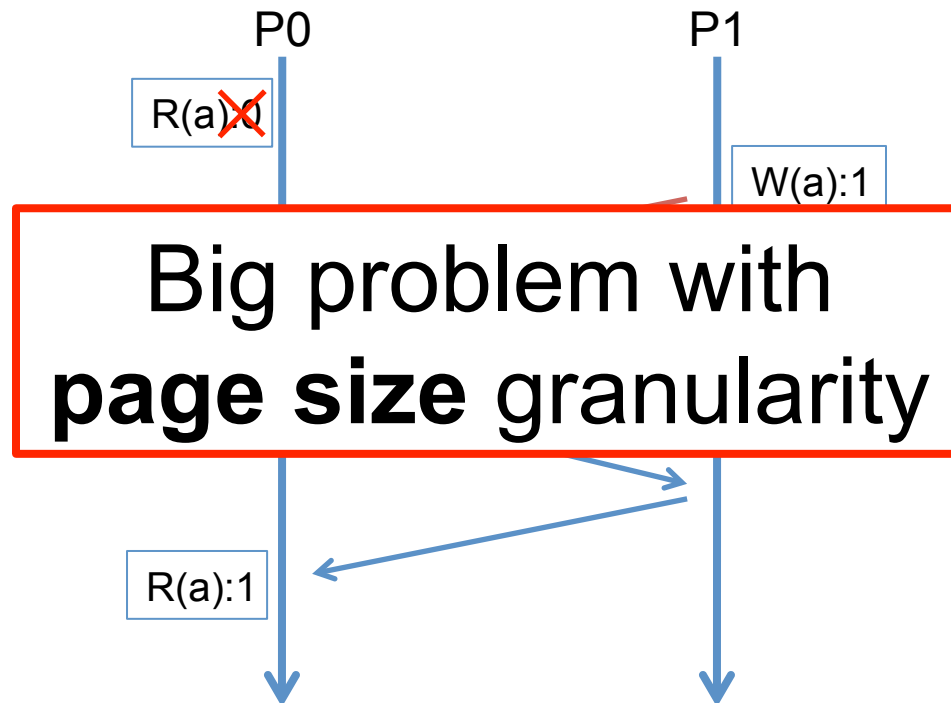 P0
P1
R(a):0
W(a):1
Big problem with
page size granularity
R(a):1